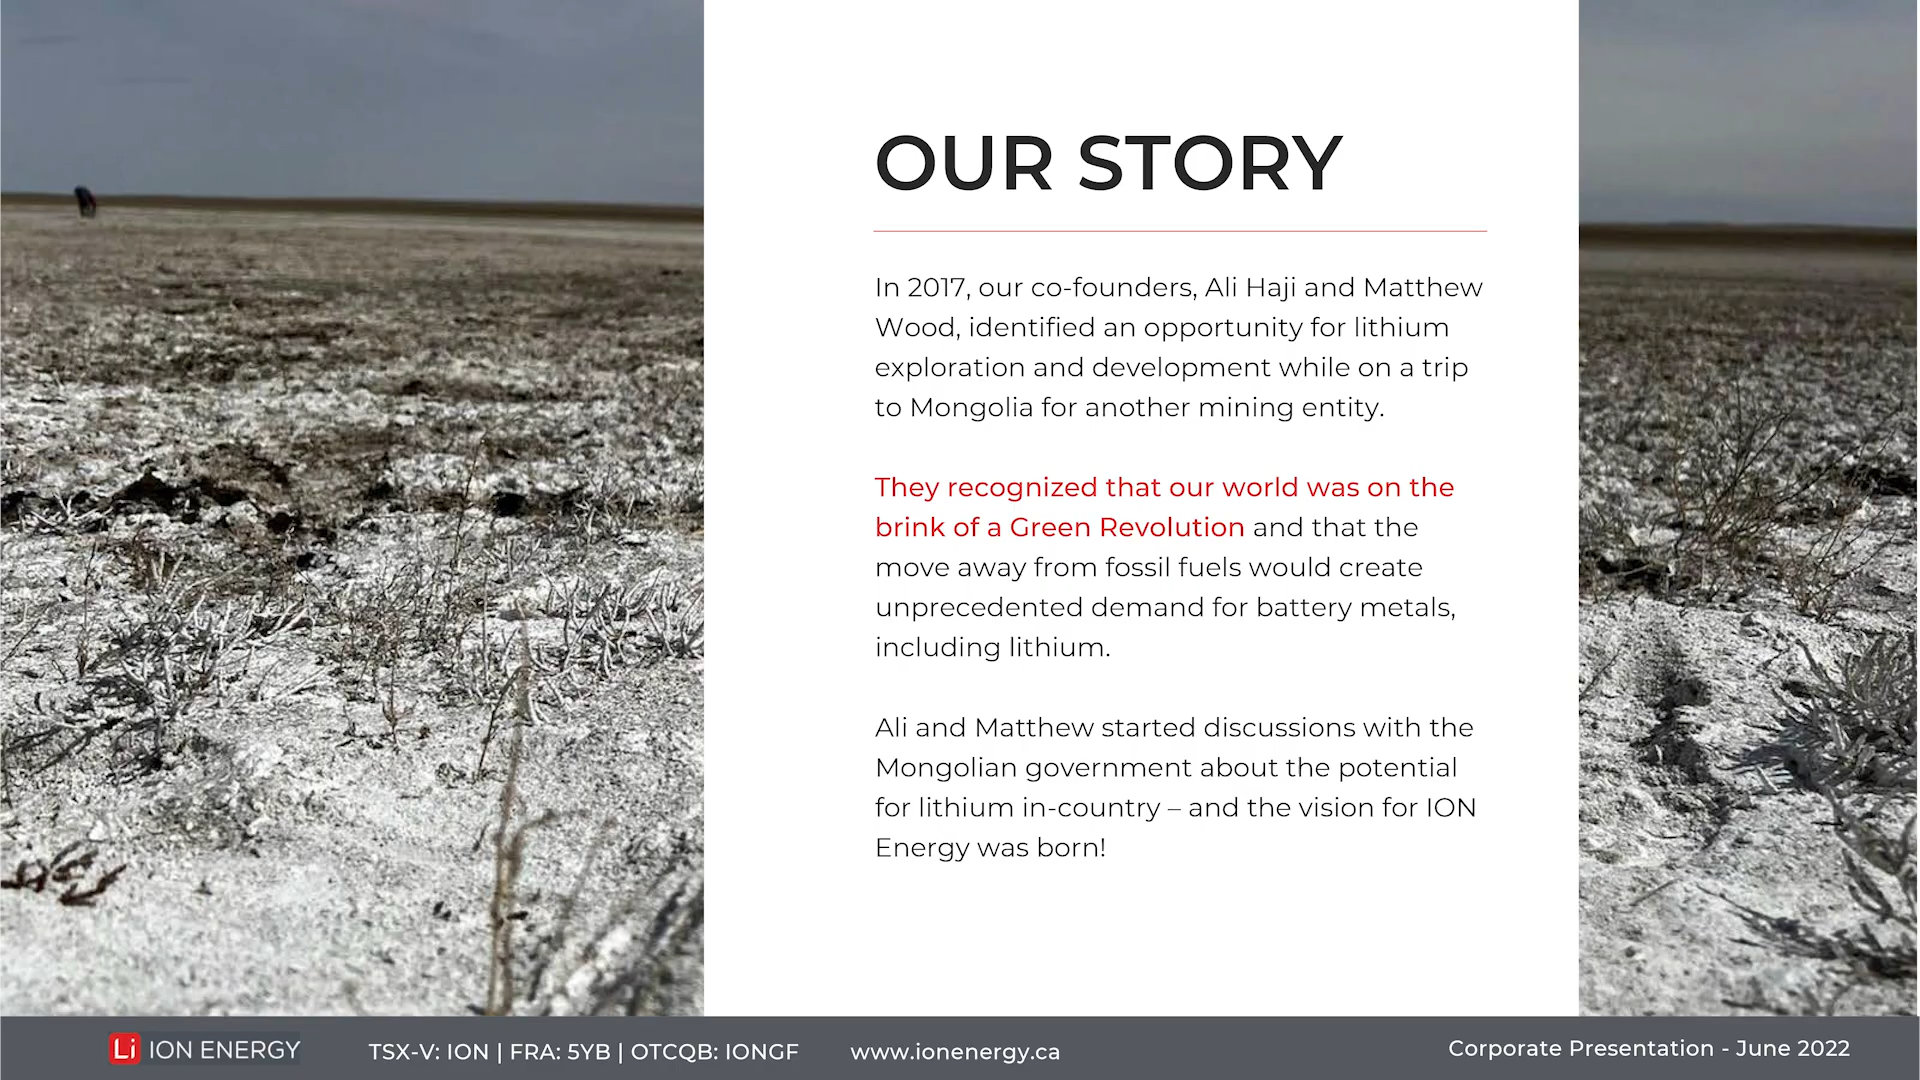 OUR STORY
In 2017, our co-founders, Ali Haji and Matthew
Wood, identified an opportunity for lithium
exploration and development while on a trip
to Mongolia for another mining entity.
They recognized that our world was on the
brink of a Green Revolution and that the
move away from fossil fuels would create
unprecedented demand for battery metals,
including lithium.
Ali and Matthew started discussions with the
Mongolian government about the potential
for lithium in-country – and the vision for ION
Energy was born!
Li ION ENERGY
TSX-V: ION | FRA: 5YB | OTCQB: IONGF
www.ionenergy.ca
Corporate Presentation - June 2022